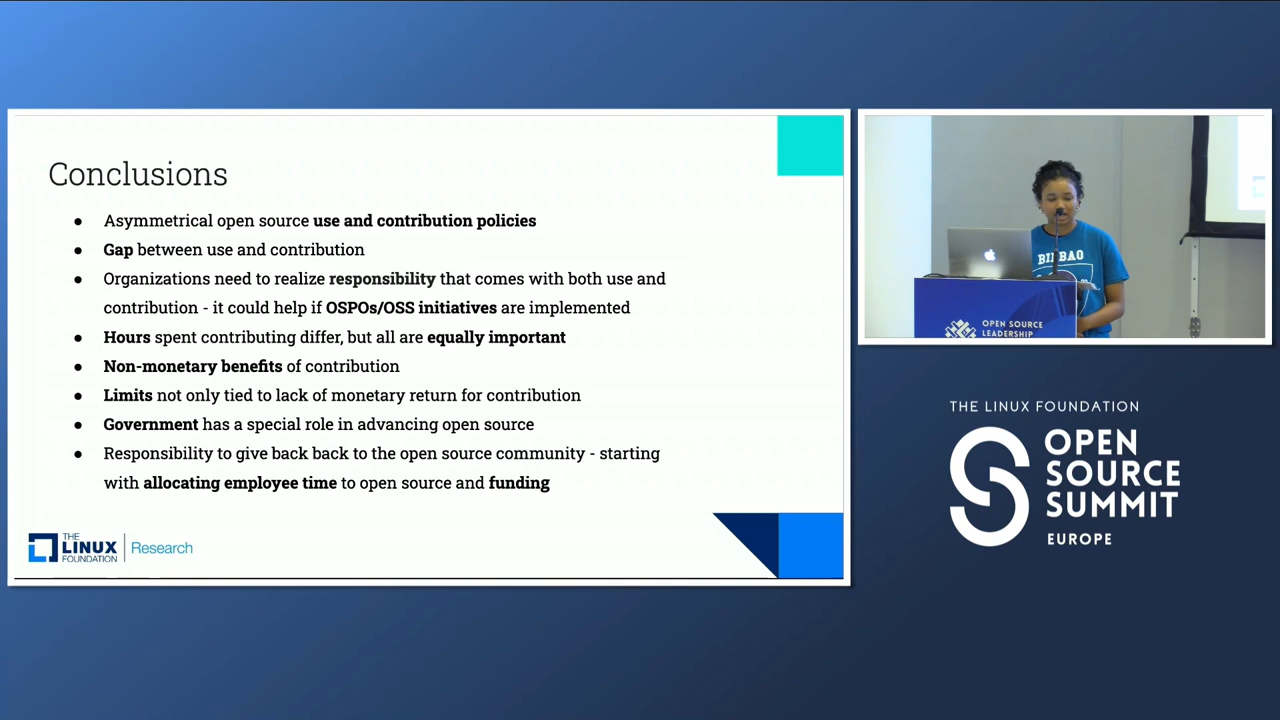 Conclusions
● Asymmetrical open source use and contribution policies
● Gap between use and contribution
● Organizations need to realize responsibility that comes with both use and
contribution - it could help if OSPOs/OSS initiatives are implemented
● Hours spent contributing differ, but all are equally important
● Non-monetary benefits of contribution
● Limits not only tied to lack of monetary return for contribution
● Government has a special role in advancing open source
● Responsibility to give back back to the open source community - starting
with allocating employee time to open source and funding
THE
LINUX
FOUNDATION
Research
BILBAO
OPEN SOURCE
LEADERSHIP
THE LINUX FOUNDATION
OPEN
SOURCE
SUMMIT
EUROPE